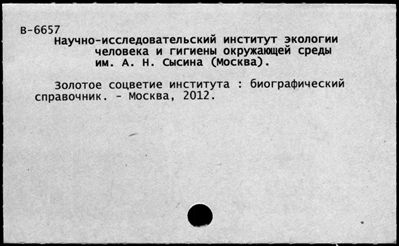 В-6657
Научно-исследовательский институт экологии
человека и гигиены окружающей среды
им. А. Н. Сысина (Москва).
Золотое соцветие института : биографический
справочник. - Москва, 2012.